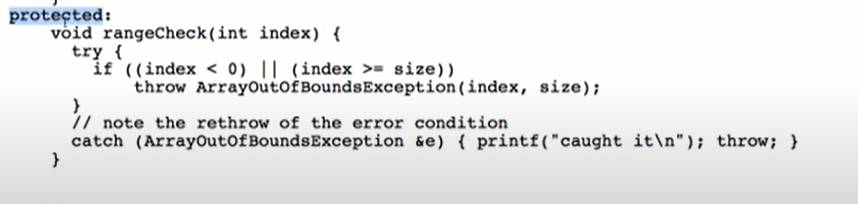 protected:
void rangeCheck(int index) {
try {
if ((index < 0) || (index >= size))
throw ArrayOutOfBoundsException(index, size);
}
// note the rethrow of the error condition
catch (ArrayOutOfBoundsException &e) { printf("caught it\n"); throw; }
}